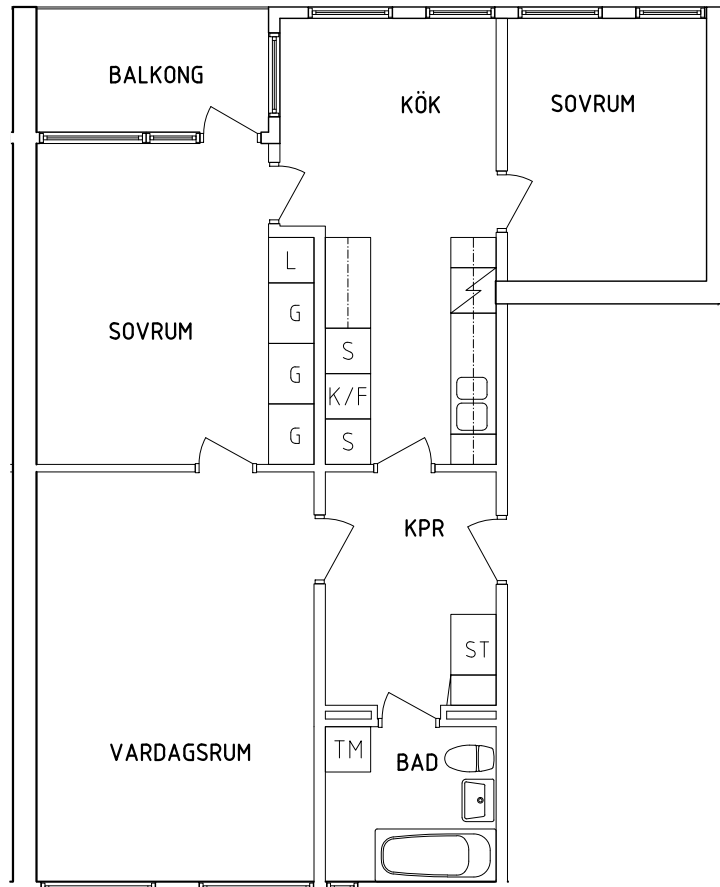 BALKONG
KÖK
SOVRUM
L
G
SOVRUM
S
G
K/F
G
S
KPR
ST
VARDAGSRUM
TM
BAD